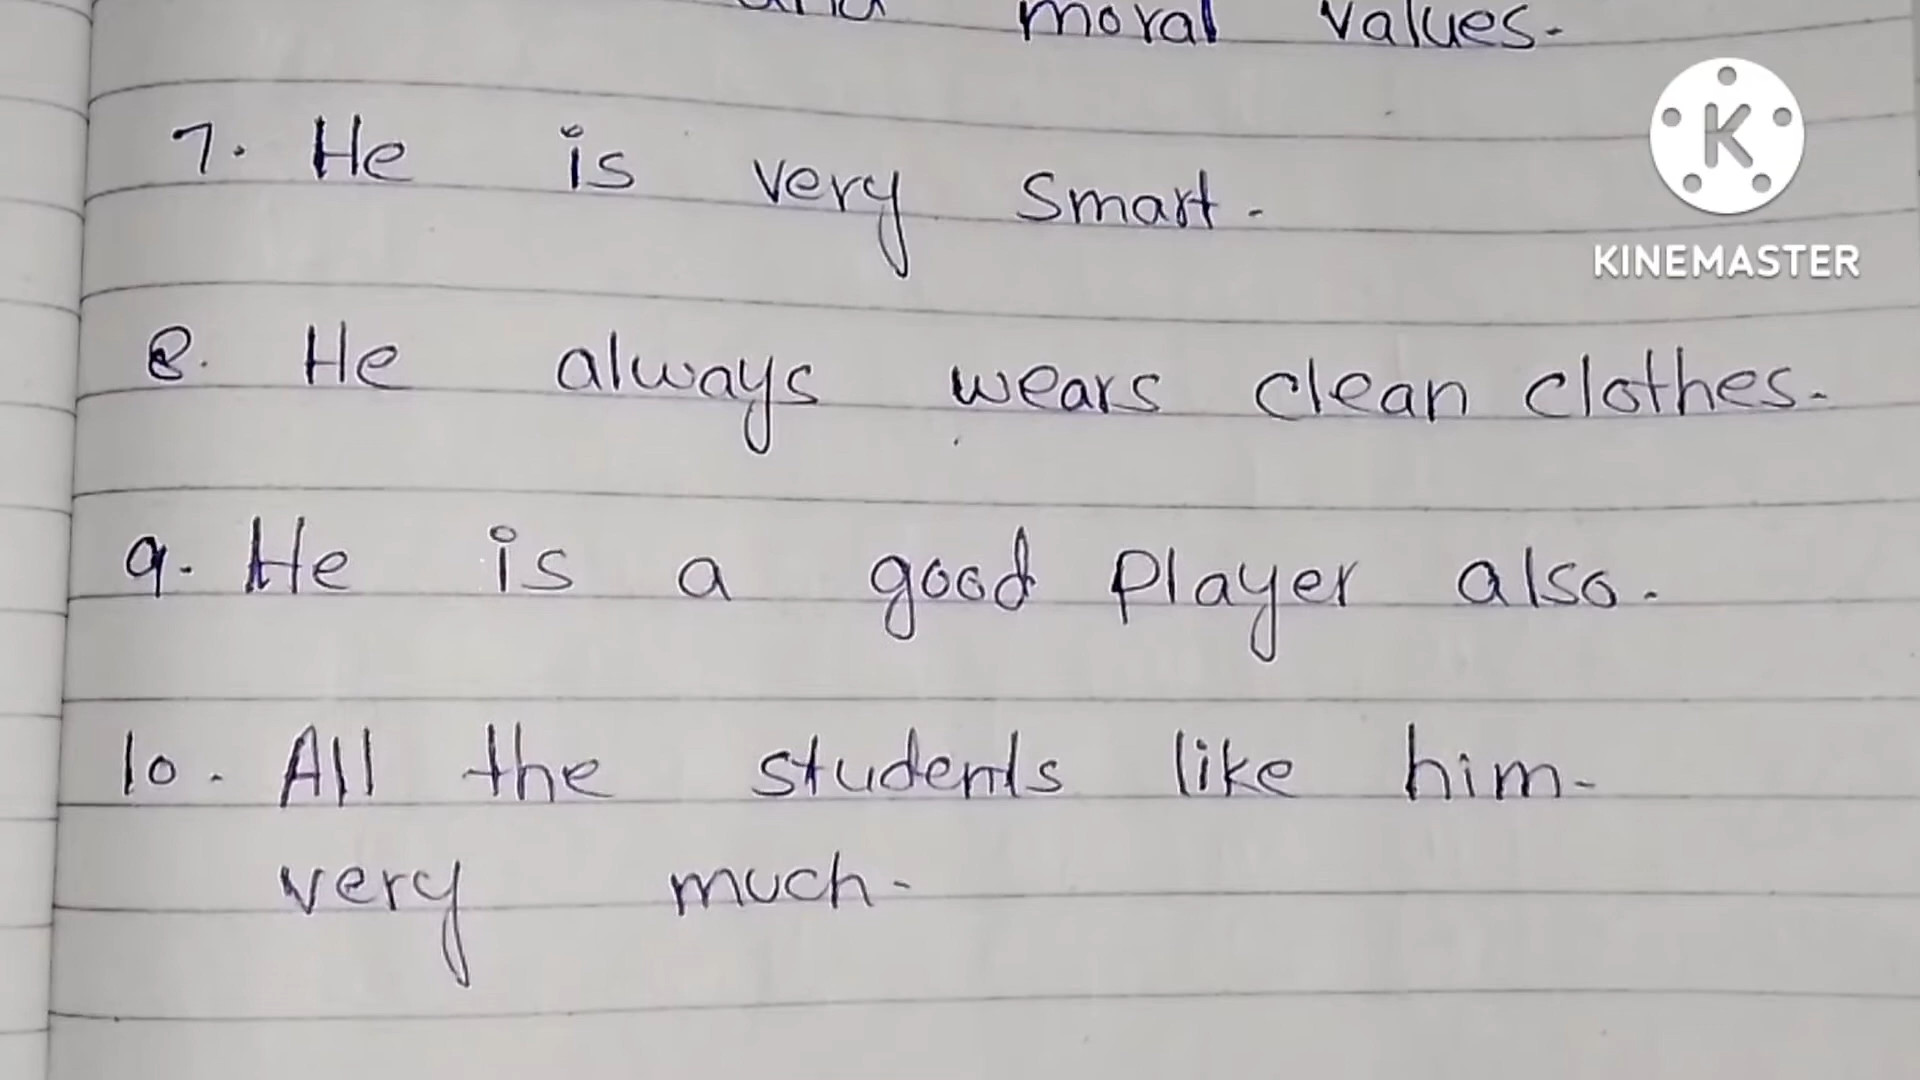 and moral values.
7. He is very smart.
KINEMASTER
8. He always wears clean clothes.
9. He is a good player also.
10. All the students like him.
very much.